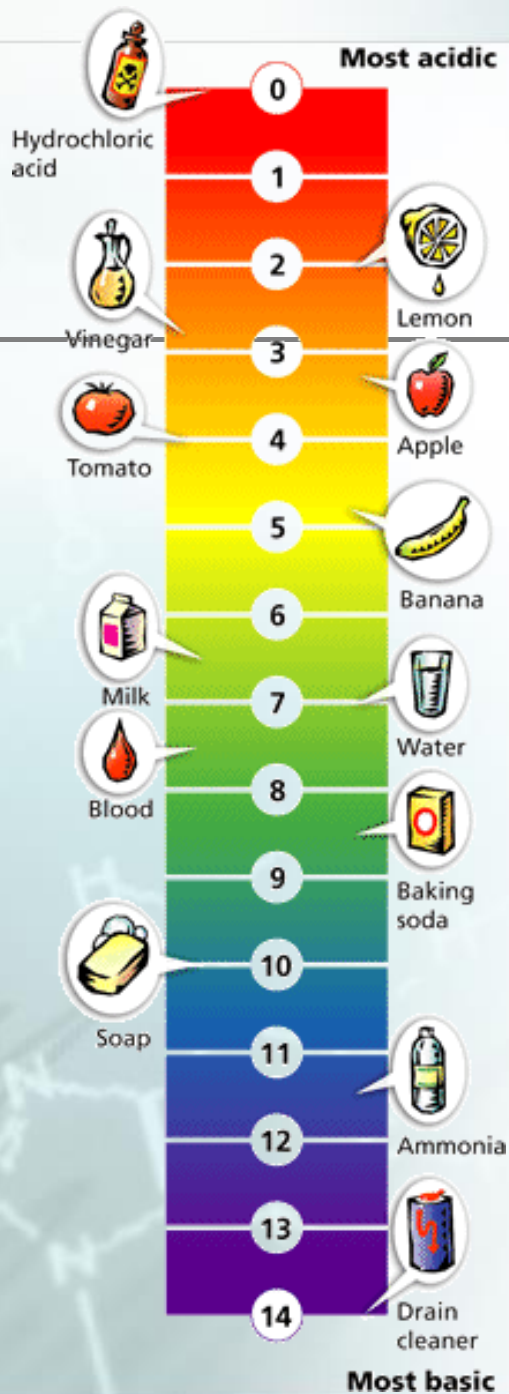 Most acidic
0
Hydrochloric
acid
1
2
Lemon
Vinegar
3
4
Apple
Tomato
5
Banana
6
Milk
7
Water
Blood
8
9
Baking
soda
10
Soap
11
12
Ammonia
13
14
Drain
cleaner
Most basic